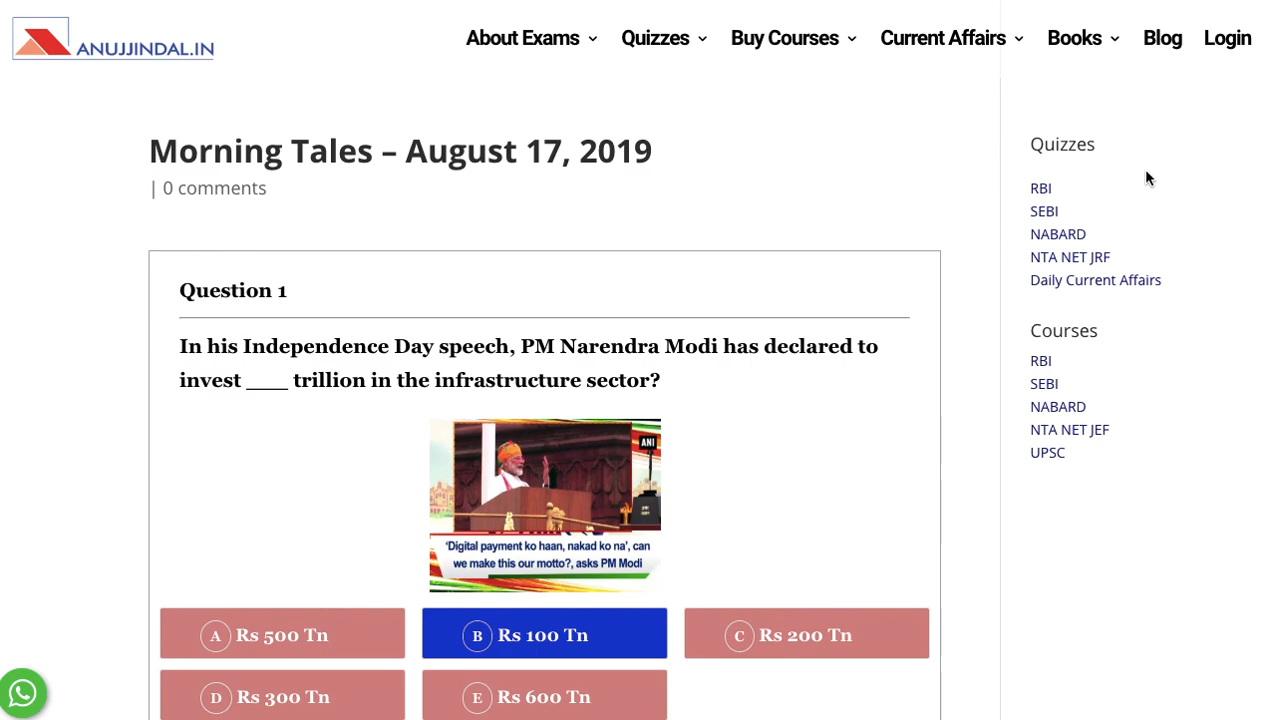 ANUJJINDAL.IN
About Exams
Quizzes
Buy Courses
Current Affairs
Books
Blog
Login
Morning Tales – August 17, 2019
| 0 comments
Question 1
In his Independence Day speech, PM Narendra Modi has declared to
invest ___ trillion in the infrastructure sector?
ANI
'Digital payment ko haan, nakad ko na', can
we make this our motto?, asks PM Modi
A Rs 500 Tn
B Rs 100 Tn
C Rs 200 Tn
D Rs 300 Tn
E Rs 600 Tn
Quizzes
RBI
SEBI
NABARD
NTA NET JRF
Daily Current Affairs
Courses
RBI
SEBI
NABARD
NTA NET JEF
UPSC